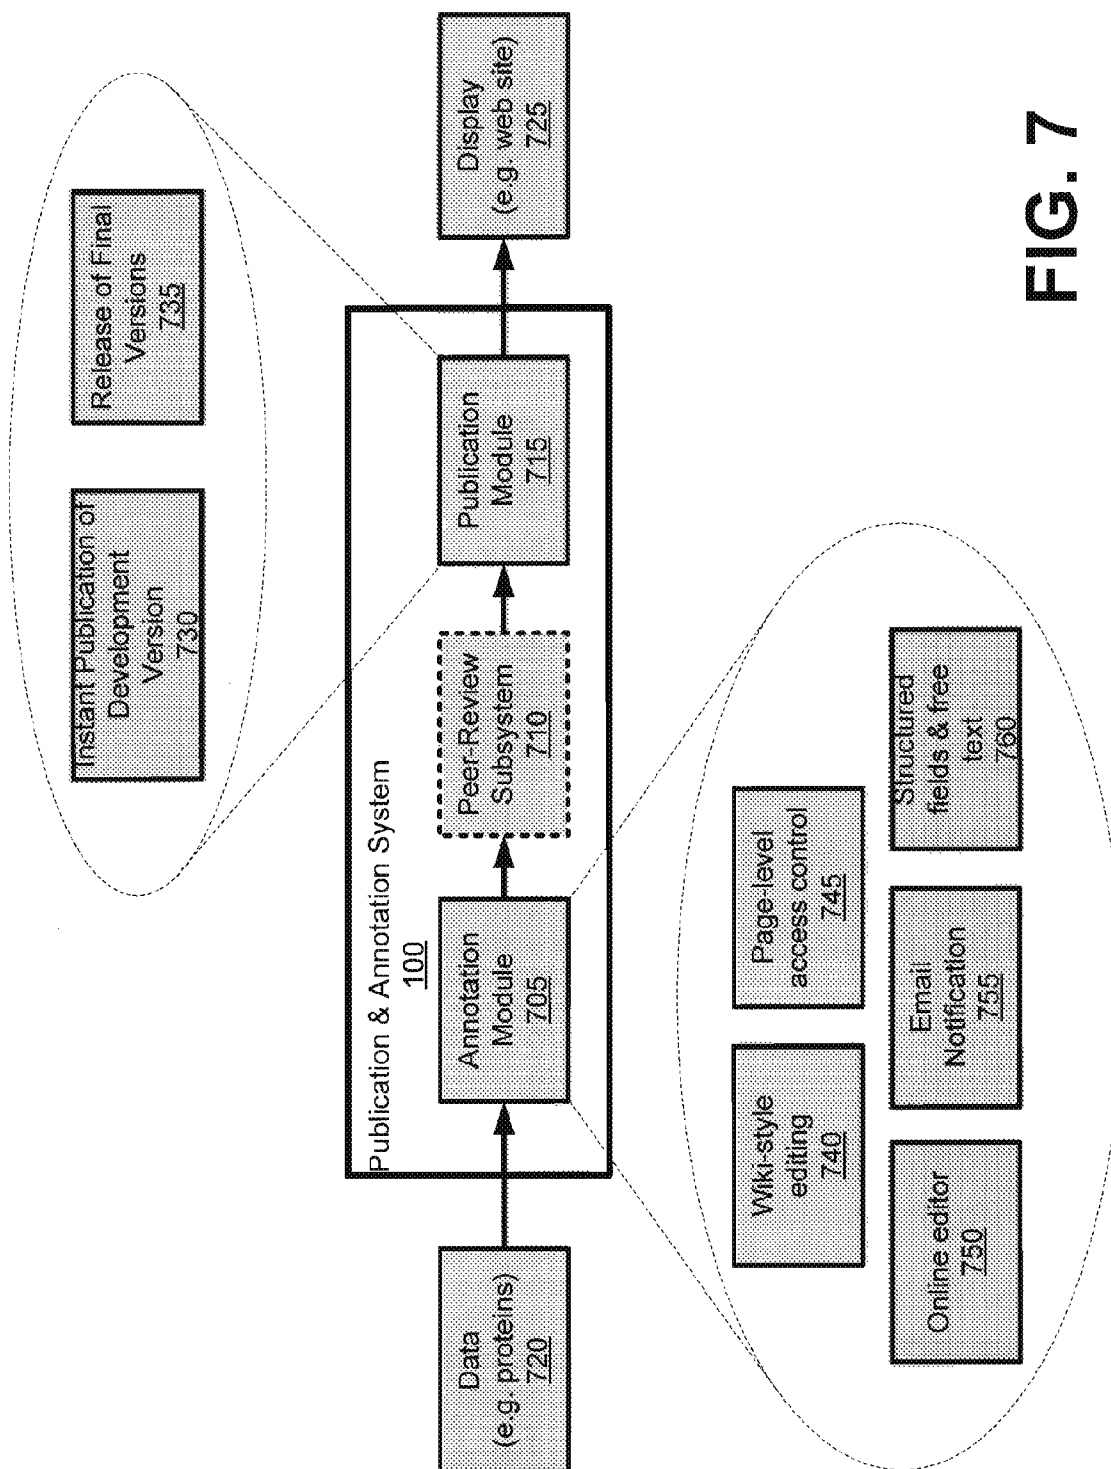 Instant Publication of
Development
Version
730
Release of Final
Versions
735
Publication & Annotation System
100
Data
(e.g. proteins)
720
Annotation
Module
705
Peer-Review
Subsystem
710
Publication
Module
715
Display
(e.g. web site)
725
Wiki-style
editing
740
Page-level
access control
745
Online editor
750
Email
Notification
755
Structured
fields & free
text
760
FIG. 7